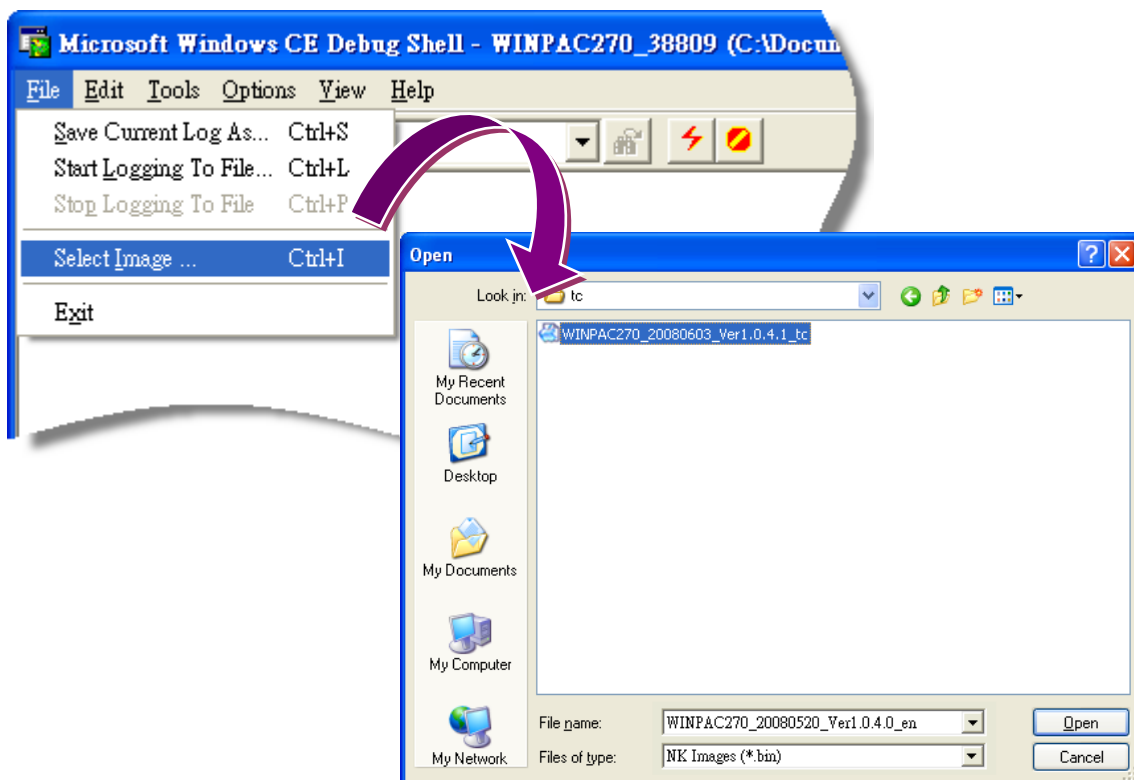 Microsoft Windows CE Debug Shell - WINPAC270_38809 (C:\Docum
File Edit Tools Options View Help
Save Current Log As... Ctrl+S
Start Logging To File... Ctrl+L
Stop Logging To File Ctrl+P
Select Image ... Ctrl+I
Exit
Open
Look in: tc
WINPAC270_20080603_Ver1.0.4.1_tc
My Recent
Documents
Desktop
My Documents
My Computer
My Network
File name: WINPAC270_20080520_Ver1.0.4.0_en Open
Files of type: NK Images (*.bin) Cancel